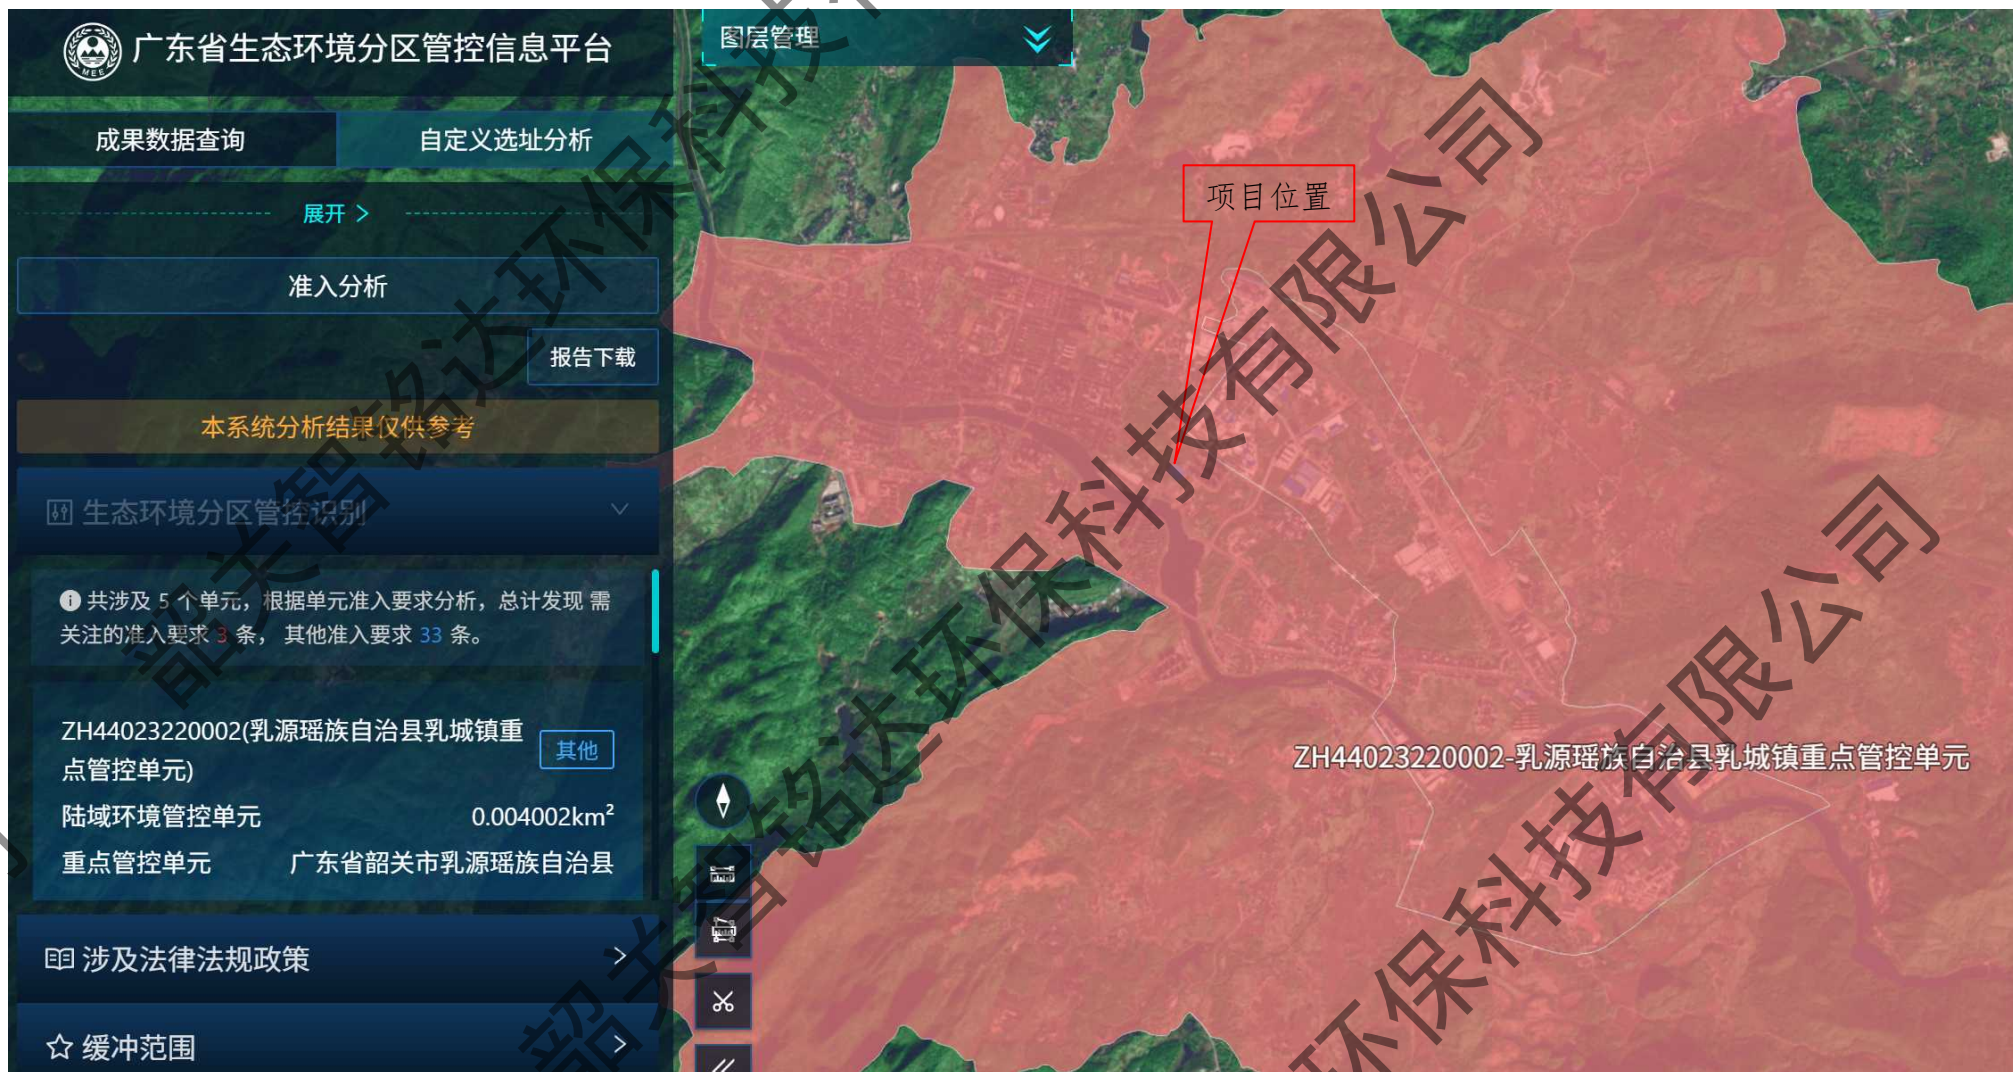 广东省生态环境分区管控信息平台
MEE
成果数据查询
自定义选址分析
展开 >
准入分析
报告下载
本系统分析结果仅供参考
生态环境分区管控识别
共涉及 5 个单元，根据单元准入要求分析，总计发现 需
关注的准入要求 3 条， 其他准入要求 33 条。
ZH44023220002(乳源瑶族自治县乳城镇重
点管控单元)
其他
陆域环境管控单元 0.004002km²
重点管控单元 广东省韶关市乳源瑶族自治县
涉及法律法规政策
缓冲范围
图层管理
项目位置
ZH44023220002-乳源瑶族自治县乳城镇重点管控单元
韶关智铭达环保科技有限公司
韶关智铭达环保科技有限公司
环保科技有限公司